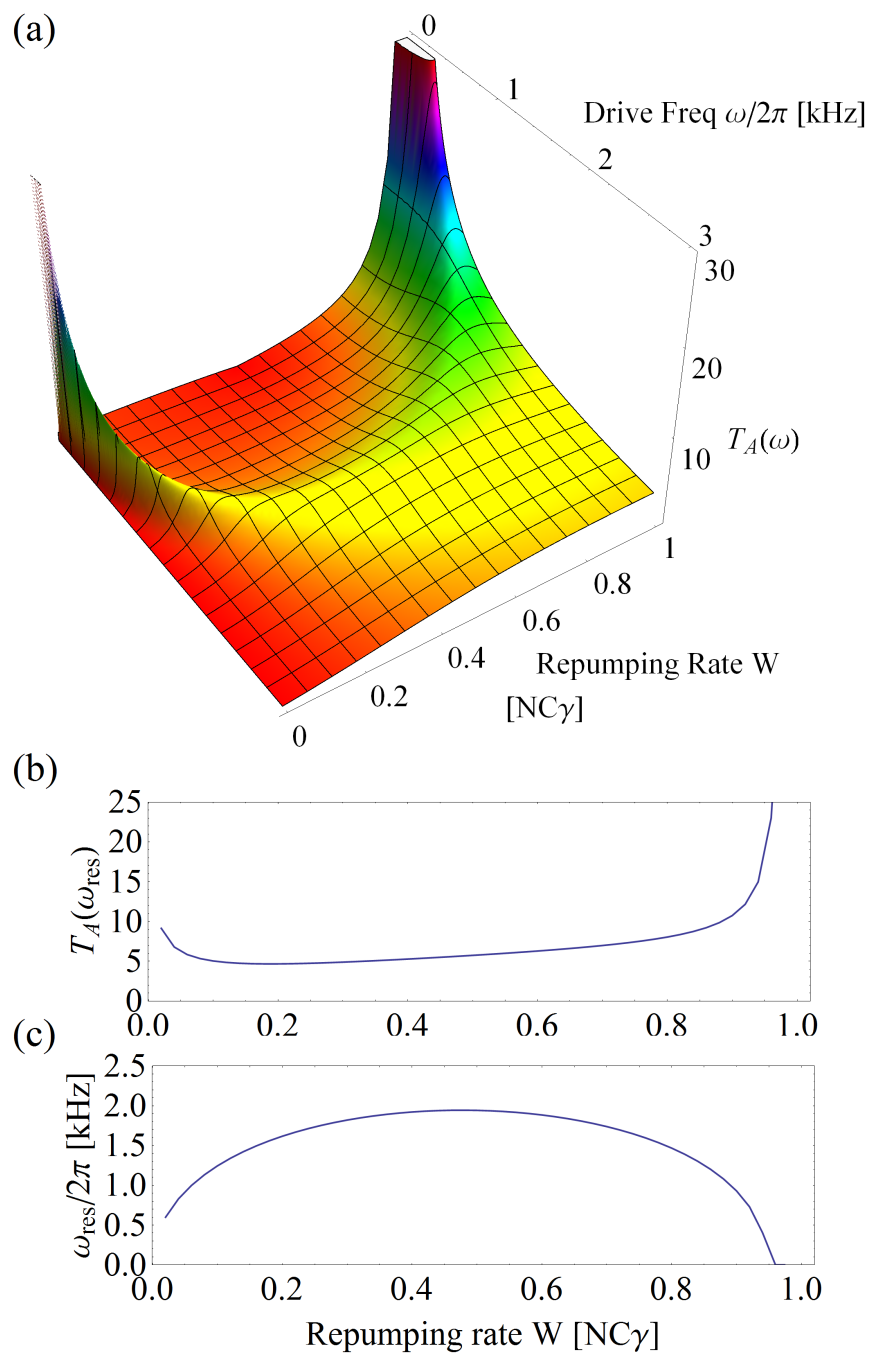 (a)
0
1
Drive Freq ω/2π [kHz]
2
3
30
20
T_A(ω)
10
1
0.8
0.6
0.4
Repumping Rate W
0.2
[NCγ]
0
(b)
25
20
15
10
5
0
T_A(ω_res)
0.0 0.2 0.4 0.6 0.8 1.0
(c)
2.5
2.0
1.5
1.0
0.5
0.0
ω_res/2π [kHz]
0.0 0.2 0.4 0.6 0.8 1.0
Repumping rate W [NCγ]